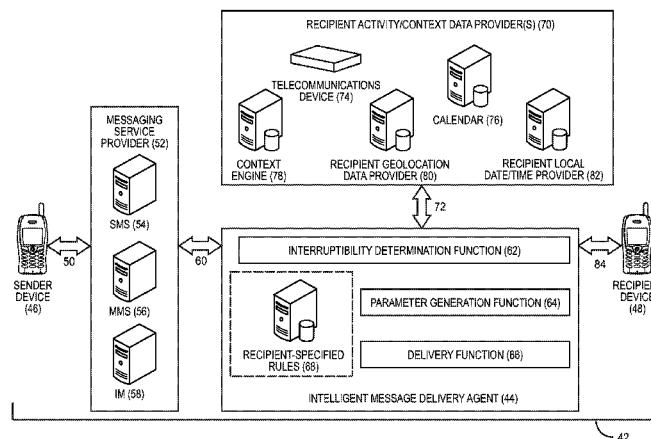 RECIPIENT ACTIVITY/CONTEXT DATA PROVIDER(S) (70)
TELECOMMUNICATIONS
DEVICE (74)
CALENDAR (76)
MESSAGING
SERVICE
PROVIDER (52)
CONTEXT
ENGINE (78)
RECIPIENT GEOLOCATION
DATA PROVIDER (80)
RECIPIENT LOCAL
DATE/TIME PROVIDER (82)
SMS (54)
72
50
60
INTERRUPTIBILITY DETERMINATION FUNCTION (62)
84
SENDER
DEVICE
(46)
RECIPIEN
DEVICE
(48)
MMS (56)
PARAMETER GENERATION FUNCTION (64)
RECIPIENT-SPECIFIED
RULES (68)
DELIVERY FUNCTION (66)
IM (58)
INTELLIGENT MESSAGE DELIVERY AGENT (44)
42